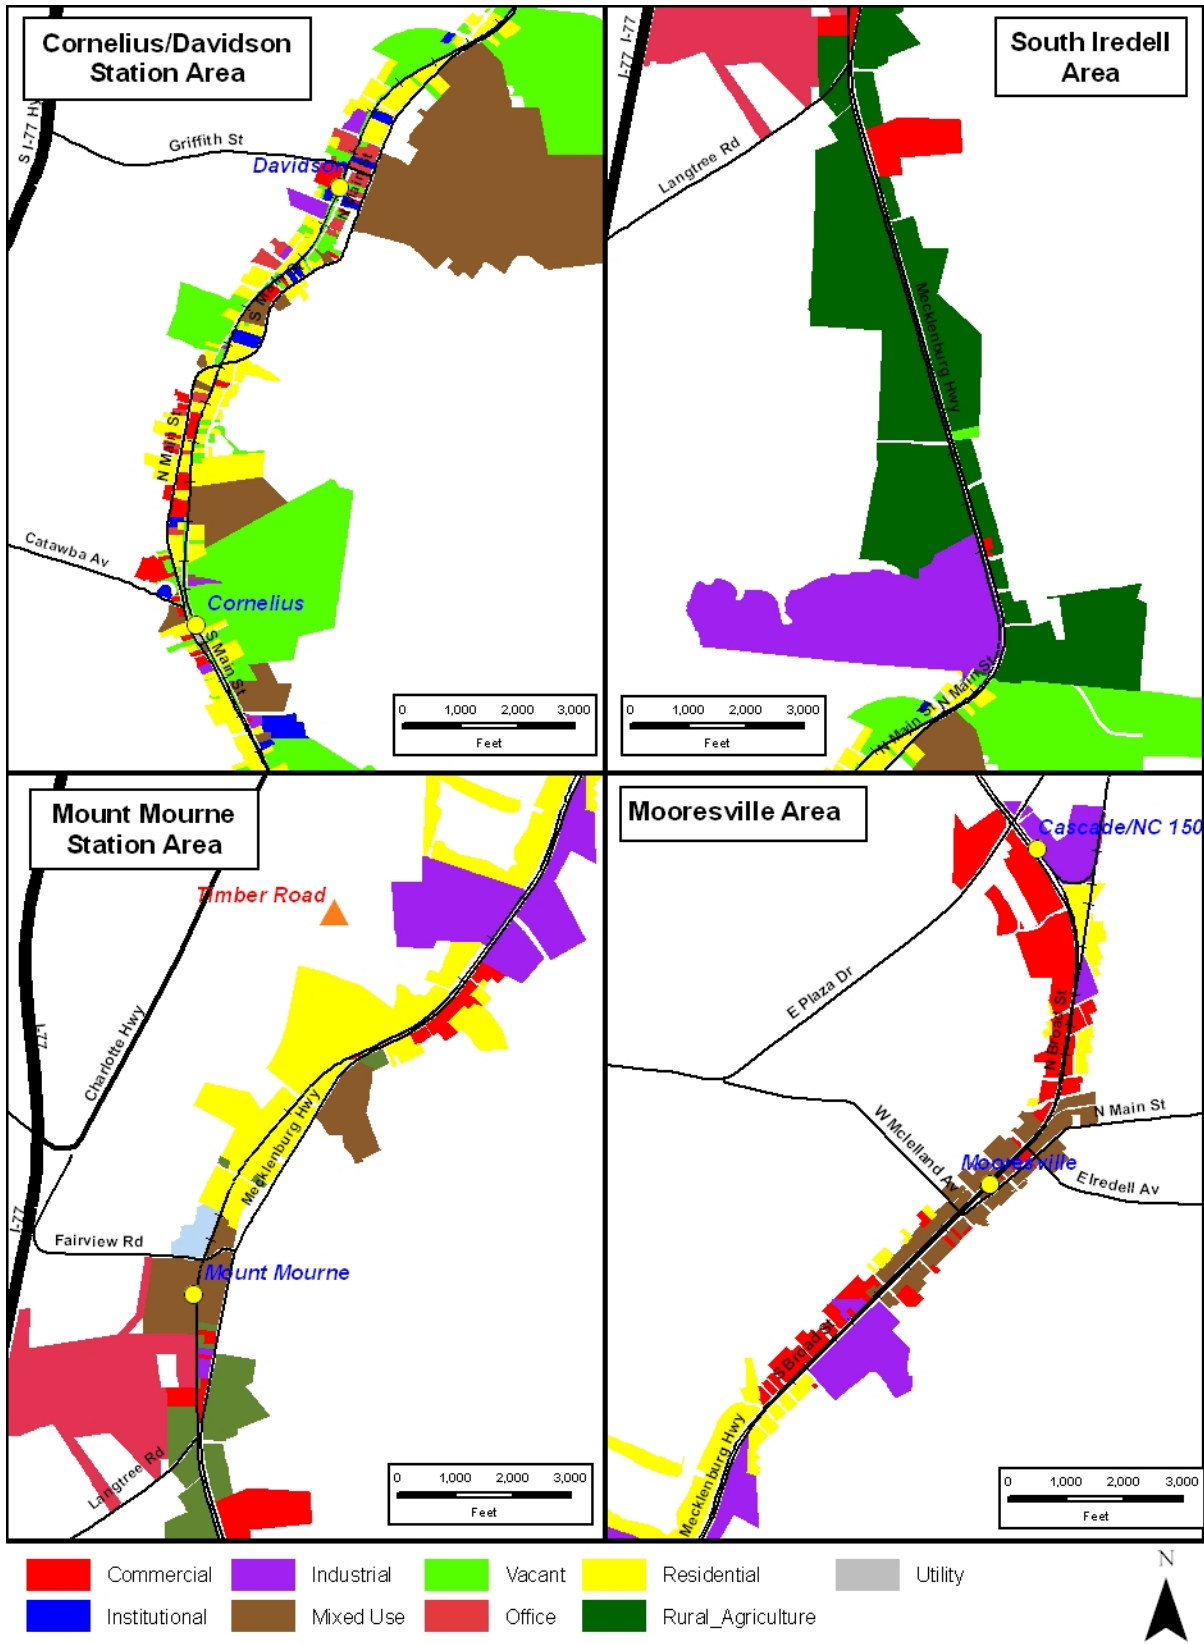 Cornelius/Davidson
Station Area
S I-77 Hy
Griffith St
Davidson
N Main St
S Main St
N Main St
Catawba Av
Cornelius
S Main St
0 1,000 2,000 3,000
Feet
South Iredell
Area
I-77 I-77
Langtree Rd
Mecklenburg Hwy
N Main St N Main St
0 1,000 2,000 3,000
Feet
Mount Mourne
Station Area
Timber Road
I-77
Charlotte Hwy
Mecklenburg Hwy
I-77
Fairview Rd
Mount Mourne
Langtree Rd
0 1,000 2,000 3,000
Feet
Mooresville Area
Cascade/NC 150
E Plaza Dr
N Broad St
W Mclelland Av
N Main St
Mooresville
E Iredell Av
S Broad St
Mecklenburg Hwy
0 1,000 2,000 3,000
Feet
Commercial Industrial Vacant Residential Utility
Institutional Mixed Use Office Rural_Agriculture
N